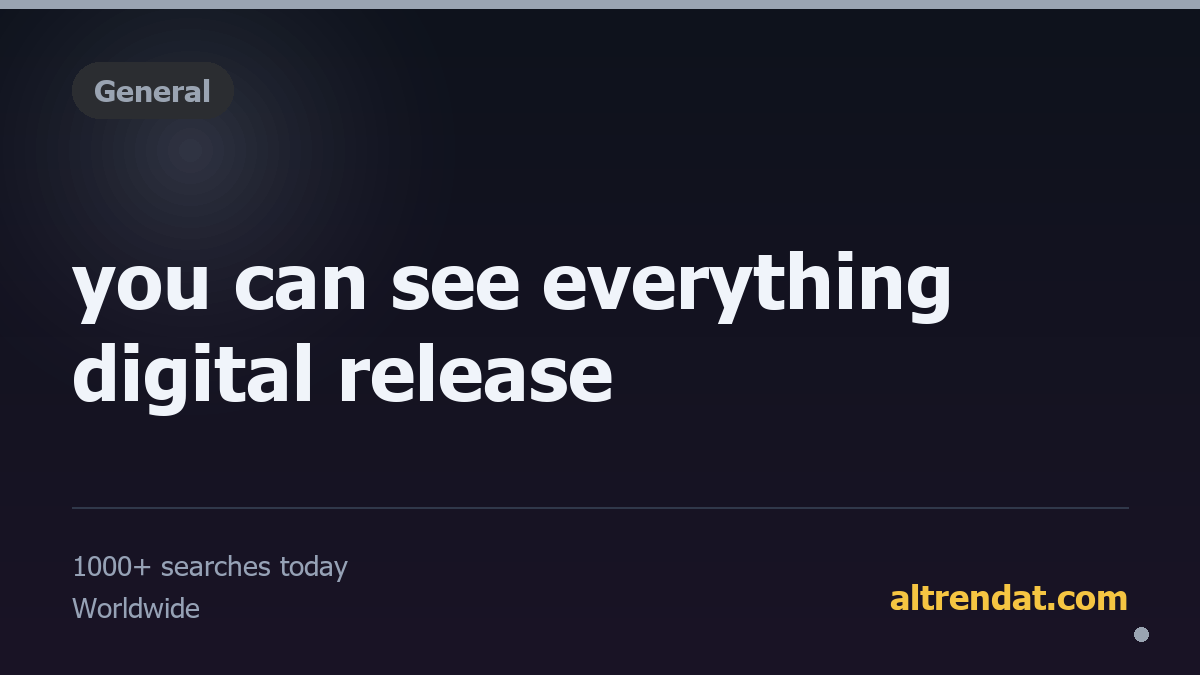 General
you can see everything
digital release
1000+ searches today
Worldwide
altrendat.com